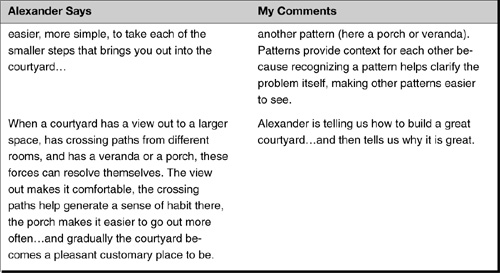 Alexander Says
My Comments
easier, more simple, to take each of the
smaller steps that brings you out into the
courtyard…
another pattern (here a porch or veranda).
Patterns provide context for each other be-
cause recognizing a pattern helps clarify the
problem itself, making other patterns easier
to see.
When a courtyard has a view out to a larger
space, has crossing paths from different
rooms, and has a veranda or a porch, these
forces can resolve themselves. The view
out makes it comfortable, the crossing
paths help generate a sense of habit there,
the porch makes it easier to go out more
often…and gradually the courtyard be-
comes a pleasant customary place to be.
Alexander is telling us how to build a great
courtyard…and then tells us why it is great.